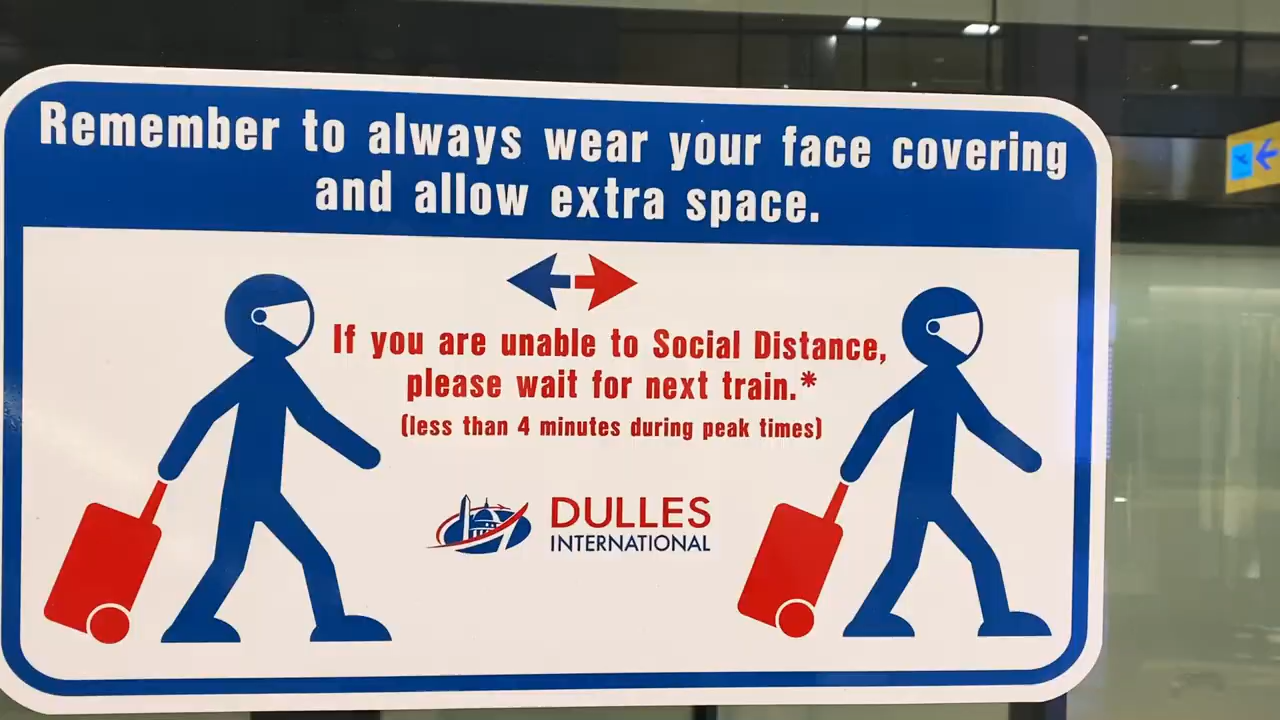 Remember to always wear your face covering
and allow extra space.
If you are unable to Social Distance,
please wait for next train.*
(less than 4 minutes during peak times)
DULLES
INTERNATIONAL